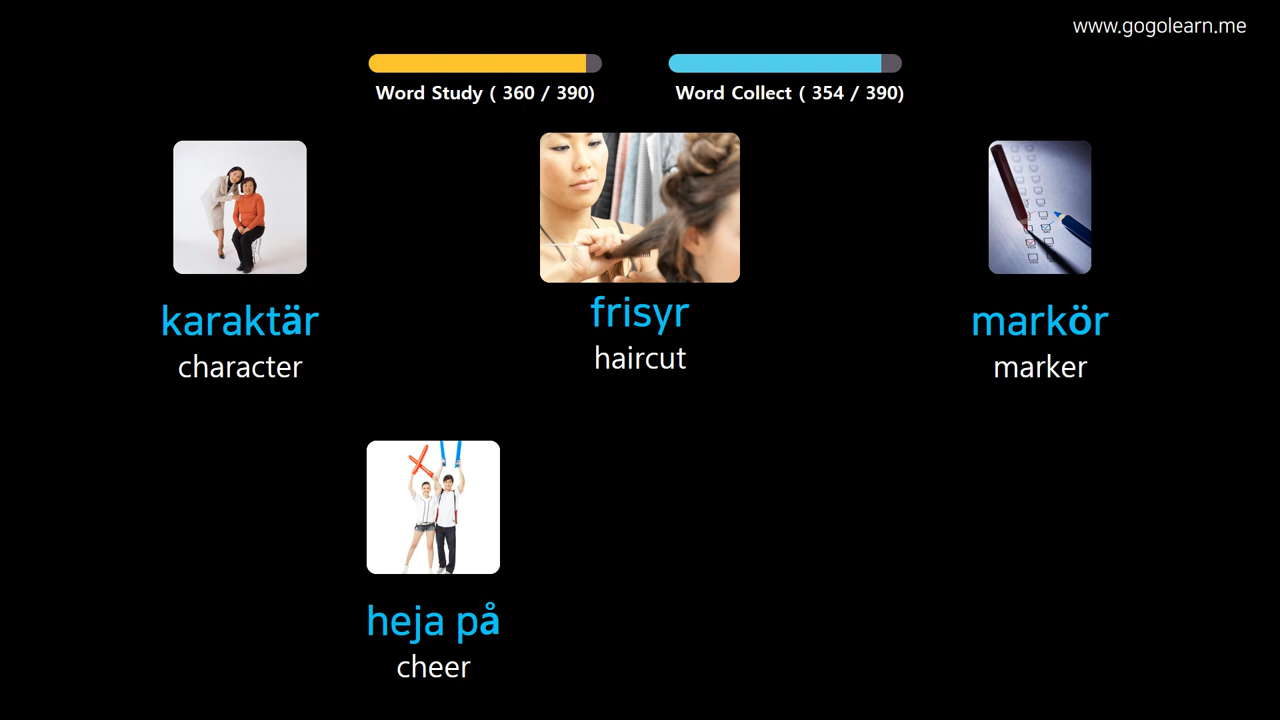 www.gogolearn.me
Word Study ( 360 / 390)
Word Collect ( 354 / 390)
karaktär
character
frisyr
haircut
markör
marker
heja på
cheer